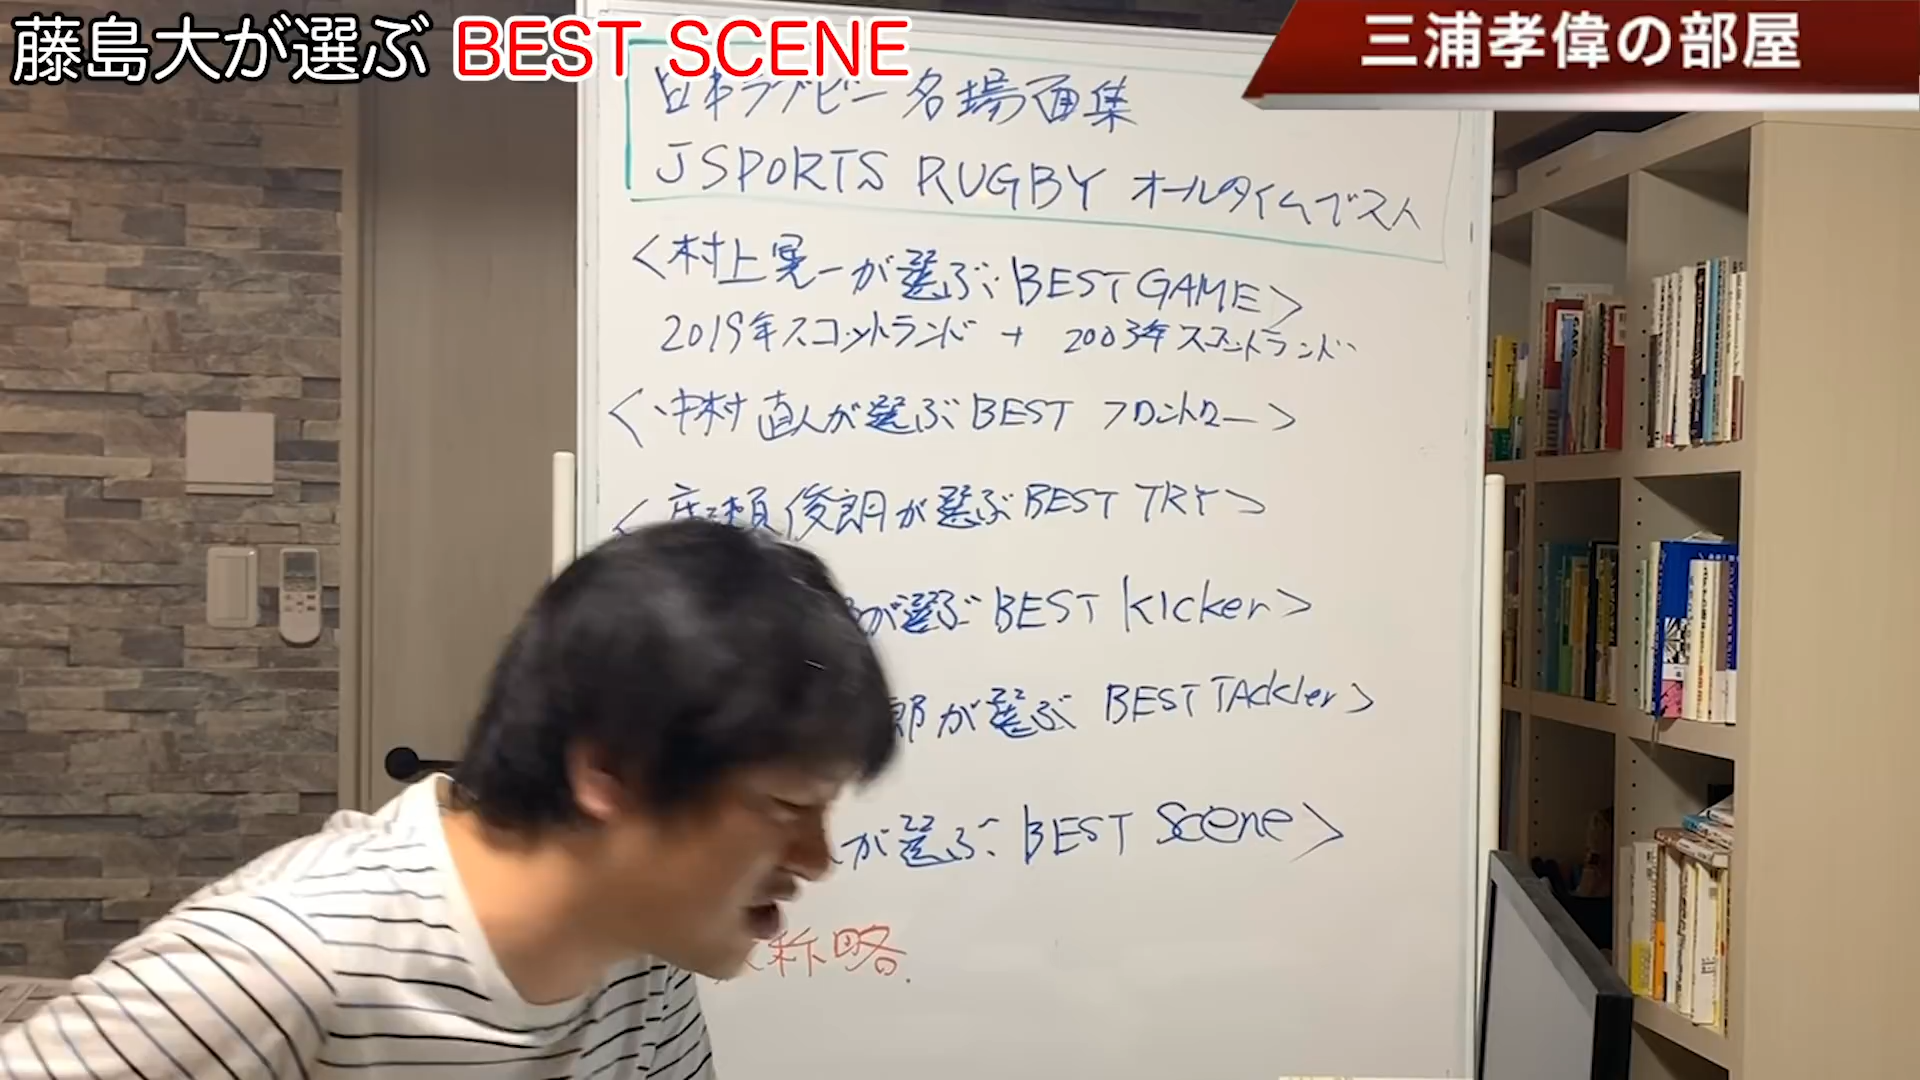 藤島大が選ぶ BEST SCENE
三浦孝偉の部屋
日本ラグビー名場面集
J SPORTS RUGBY オールタイムベスト
<村上晃一が選ぶ BEST GAME>
2019年スコットランド + 2003年スコットランド
<中村直人が選ぶ BEST フロントロー>
<廣瀬俊朗が選ぶ BEST TRY>
が選ぶ BEST kicker>
郎が選ぶ BEST TAckler>
が選ぶ BEST Scene>
称略.